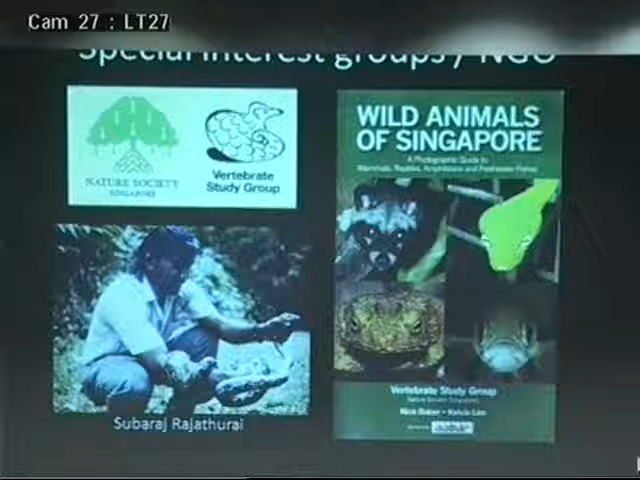 Cam 27 : LT27
Special interest groups / NGO
NATURE SOCIETY
SINGAPORE
Vertebrate
Study Group
Subaraj Rajathurai
WILD ANIMALS
OF SINGAPORE
A Photographic Guide to
Mammals, Reptiles, Amphibians and Freshwater Fishes
Vertebrate Study Group
Nick Baker • Kelvin Lim